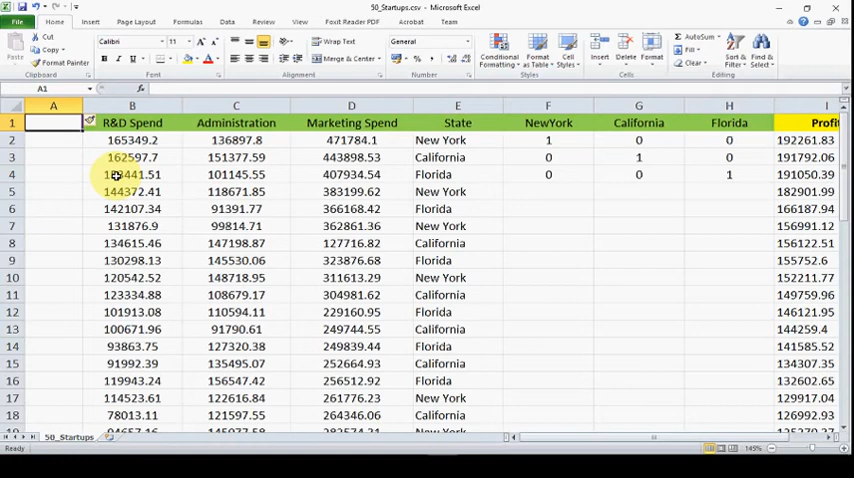 50_Startups.csv - Microsoft Excel
File Home Insert Page Layout Formulas Data Review View Foxit Reader PDF Acrobat Team
Cut Calibri 11 Wrap Text General Σ AutoSum
Copy Fill
Format Painter Merge & Center Conditional Formatting Format as Table Cell Styles Insert Delete Format Clear Sort & Filter Find & Select
Clipboard Font Alignment Number Styles Cells Editing
A1 fx
A B C D E F G H I
1 R&D Spend Administration Marketing Spend State NewYork California Florida Profi
2 165349.2 136897.8 471784.1 New York 1 0 0 192261.83
3 162597.7 151377.59 443898.53 California 0 1 0 191792.06
4 153441.51 101145.55 407934.54 Florida 0 0 1 191050.39
5 144372.41 118671.85 383199.62 New York 182901.99
6 142107.34 91391.77 366168.42 Florida 166187.94
7 131876.9 99814.71 362861.36 New York 156991.12
8 134615.46 147198.87 127716.82 California 156122.51
9 130298.13 145530.06 323876.68 Florida 155752.6
10 120542.52 148718.95 311613.29 New York 152211.77
11 123334.88 108679.17 304981.62 California 149759.96
12 101913.08 110594.11 229160.95 Florida 146121.95
13 100671.96 91790.61 249744.55 California 144259.4
14 93863.75 127320.38 249839.44 Florida 141585.52
15 91992.39 135495.07 252664.93 California 134307.35
16 119943.24 156547.42 256512.92 Florida 132602.65
17 114523.61 122616.84 261776.23 New York 129917.04
18 78013.11 121597.55 264346.06 California 126992.93
50_Startups
Ready 149%